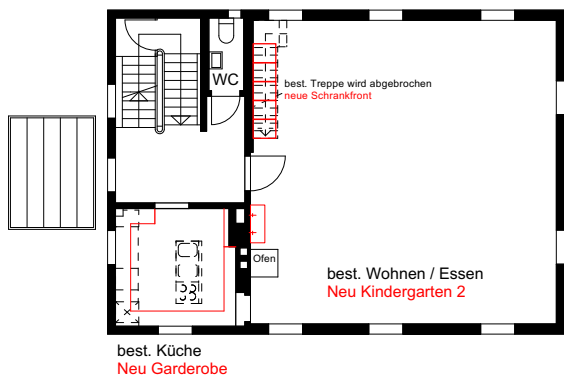 WC
best. Treppe wird abgebrochen
neue Schrankfront
Ofen
best. Wohnen / Essen
Neu Kindergarten 2
best. Küche
Neu Garderobe